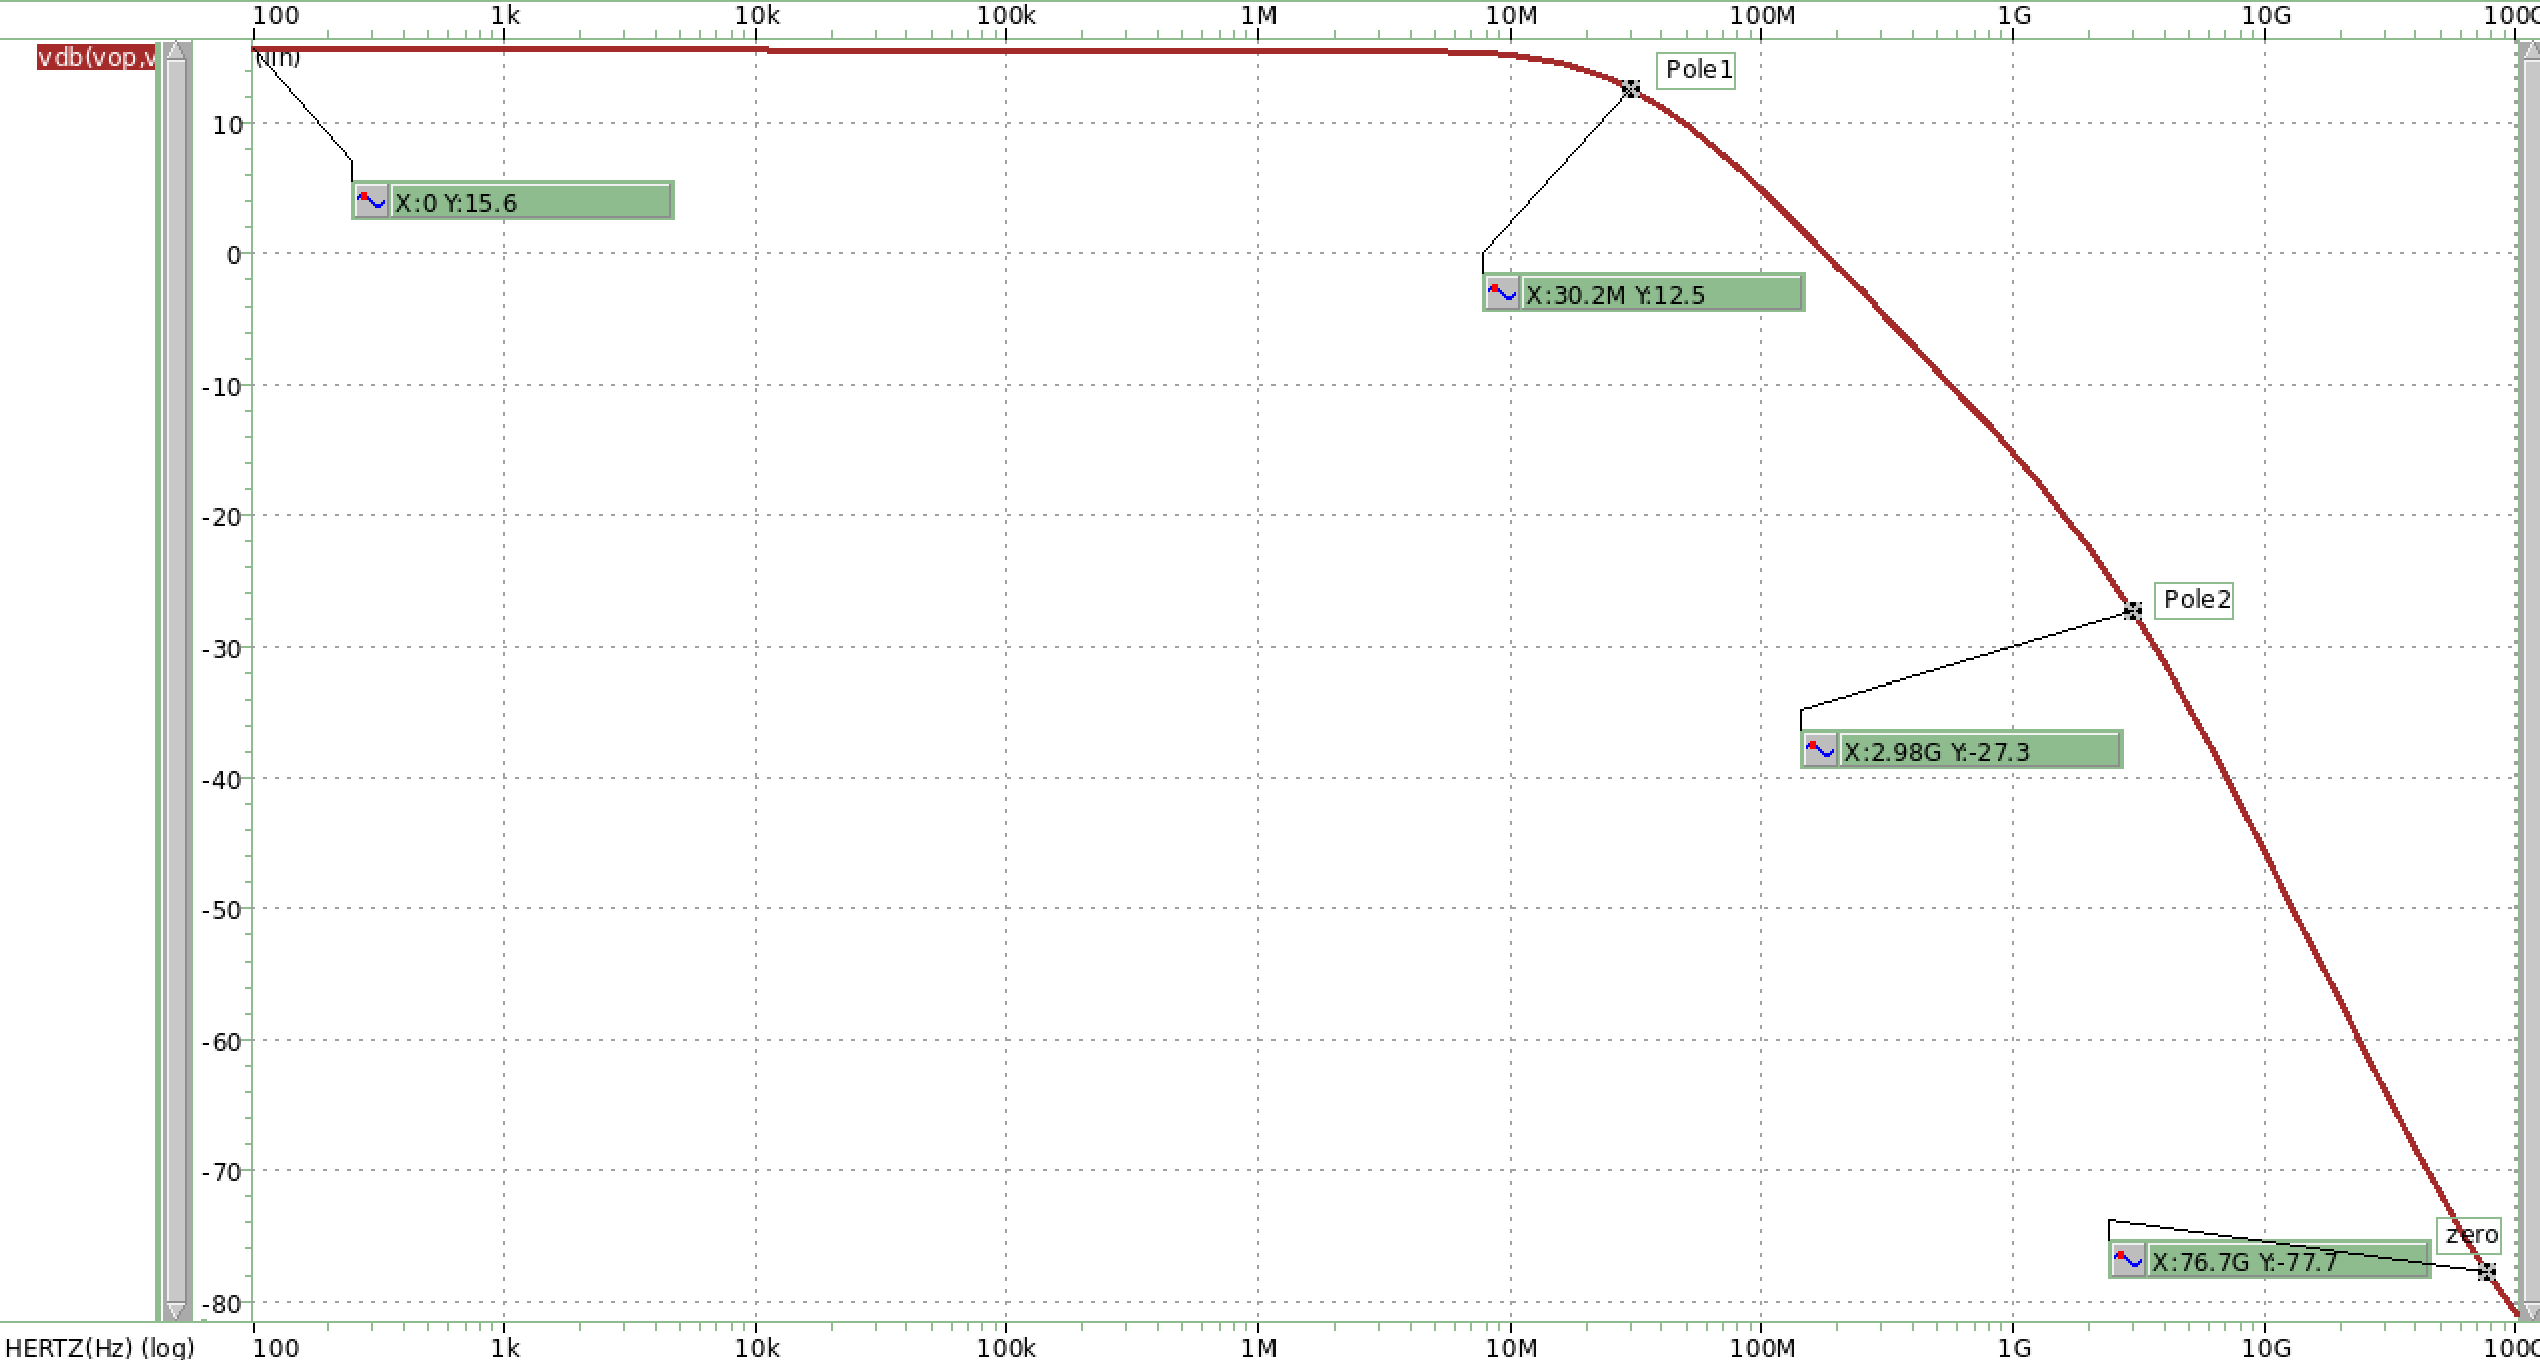 100 1k 10k 100k 1M 10M 100M 1G 10G
vdb(vop,v
Pole1
10
X:0 Y:15.6
0
X:30.2M Y:12.5
-10
-20
Pole2
-30
X:2.98G Y:-27.3
-40
-50
-60
-70
zero
X:76.7G Y:-77.7
-80
HERTZ(Hz) (log) 100 1k 10k 100k 1M 10M 100M 1G 10G